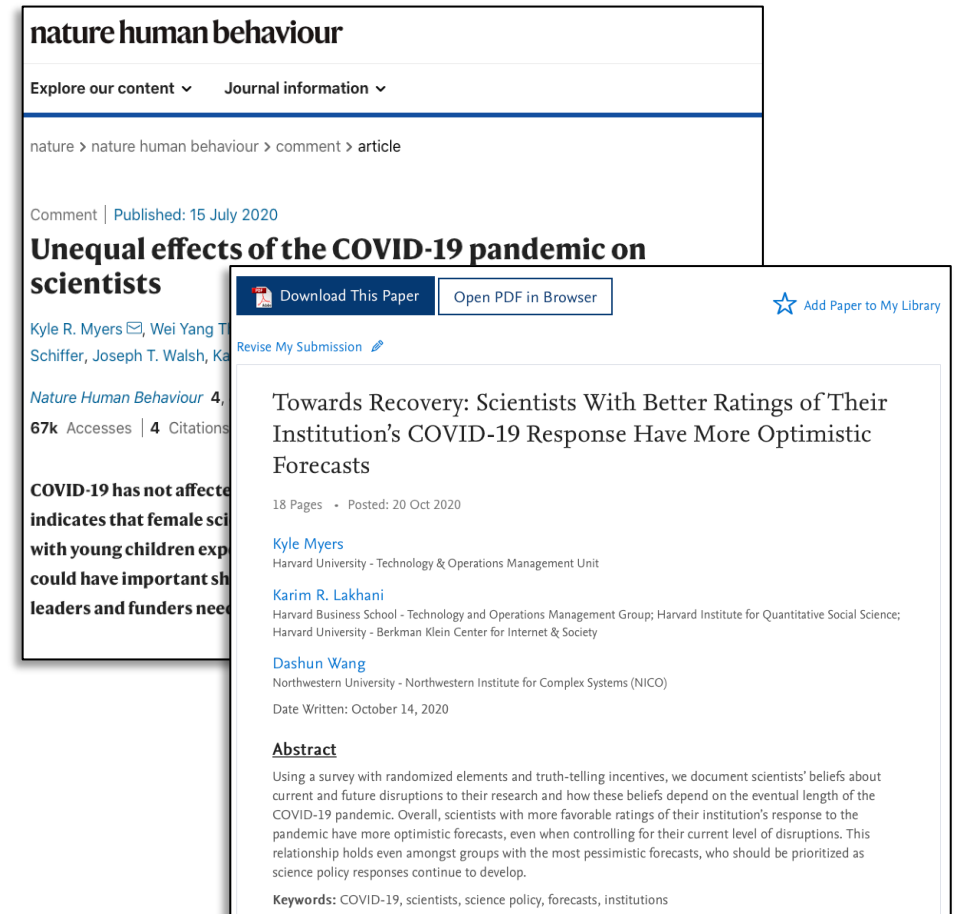 nature human behaviour
Explore our content
Journal information
nature > nature human behaviour > comment > article
Comment | Published: 15 July 2020
Unequal effects of the COVID-19 pandemic on
scientists
Kyle R. Myers, Wei Yang
Schiffer, Joseph T. Walsh,
Nature Human Behaviour 4,
67k Accesses | 4 Citations
COVID-19 has not
indicates that female
with young children
could have important
leaders and funders
Download This Paper
Open PDF in Browser
Add Paper to My Library
Revise My Submission
Towards Recovery: Scientists With Better Ratings of Their
Institution's COVID-19 Response Have More Optimistic
Forecasts
18 Pages • Posted: 20 Oct 2020
Kyle Myers
Harvard University - Technology & Operations Management Unit
Karim R. Lakhani
Harvard Business School - Technology and Operations Management Group; Harvard Institute for Quantitative Social Science;
Harvard University - Berkman Klein Center for Internet & Society
Dashun Wang
Northwestern University - Northwestern Institute for Complex Systems (NICO)
Date Written: October 14, 2020
Abstract
Using a survey with randomized elements and truth-telling incentives, we document scientists' beliefs about
current and future disruptions to their research and how these beliefs depend on the eventual length of the
COVID-19 pandemic. Overall, scientists with more favorable ratings of their institution's response to the
pandemic have more optimistic forecasts, even when controlling for their current level of disruptions. This
relationship holds even amongst groups with the most pessimistic forecasts, who should be prioritized as
science policy responses continue to develop.
Keywords: COVID-19, scientists, science policy, forecasts, institutions